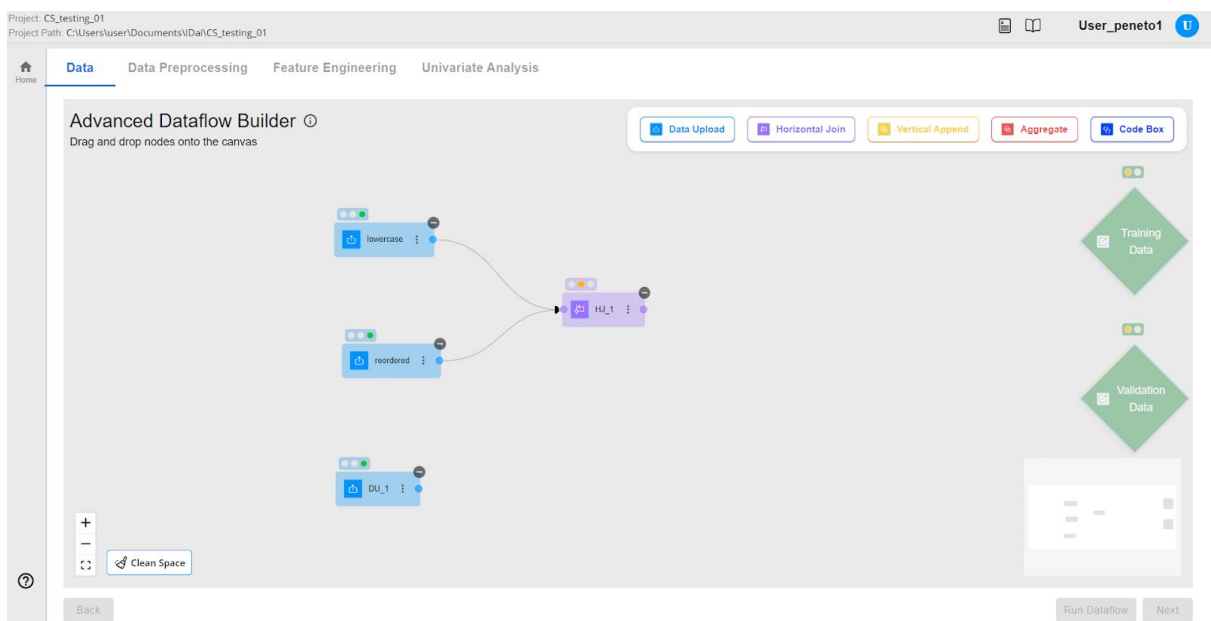 Project: CS_testing_01
Project Path: C:\Users\user\Documents\IDai\CS_testing_01
User_peneto1
U
Home
Data
Data Preprocessing
Feature Engineering
Univariate Analysis
Advanced Dataflow Builder
Drag and drop nodes onto the canvas
Data Upload
Horizontal Join
Vertical Append
Aggregate
Code Box
lowercase
Training
Data
HJ_1
reordered
Validation
Data
DU_1
Clean Space
Back
Run Dataflow
Next